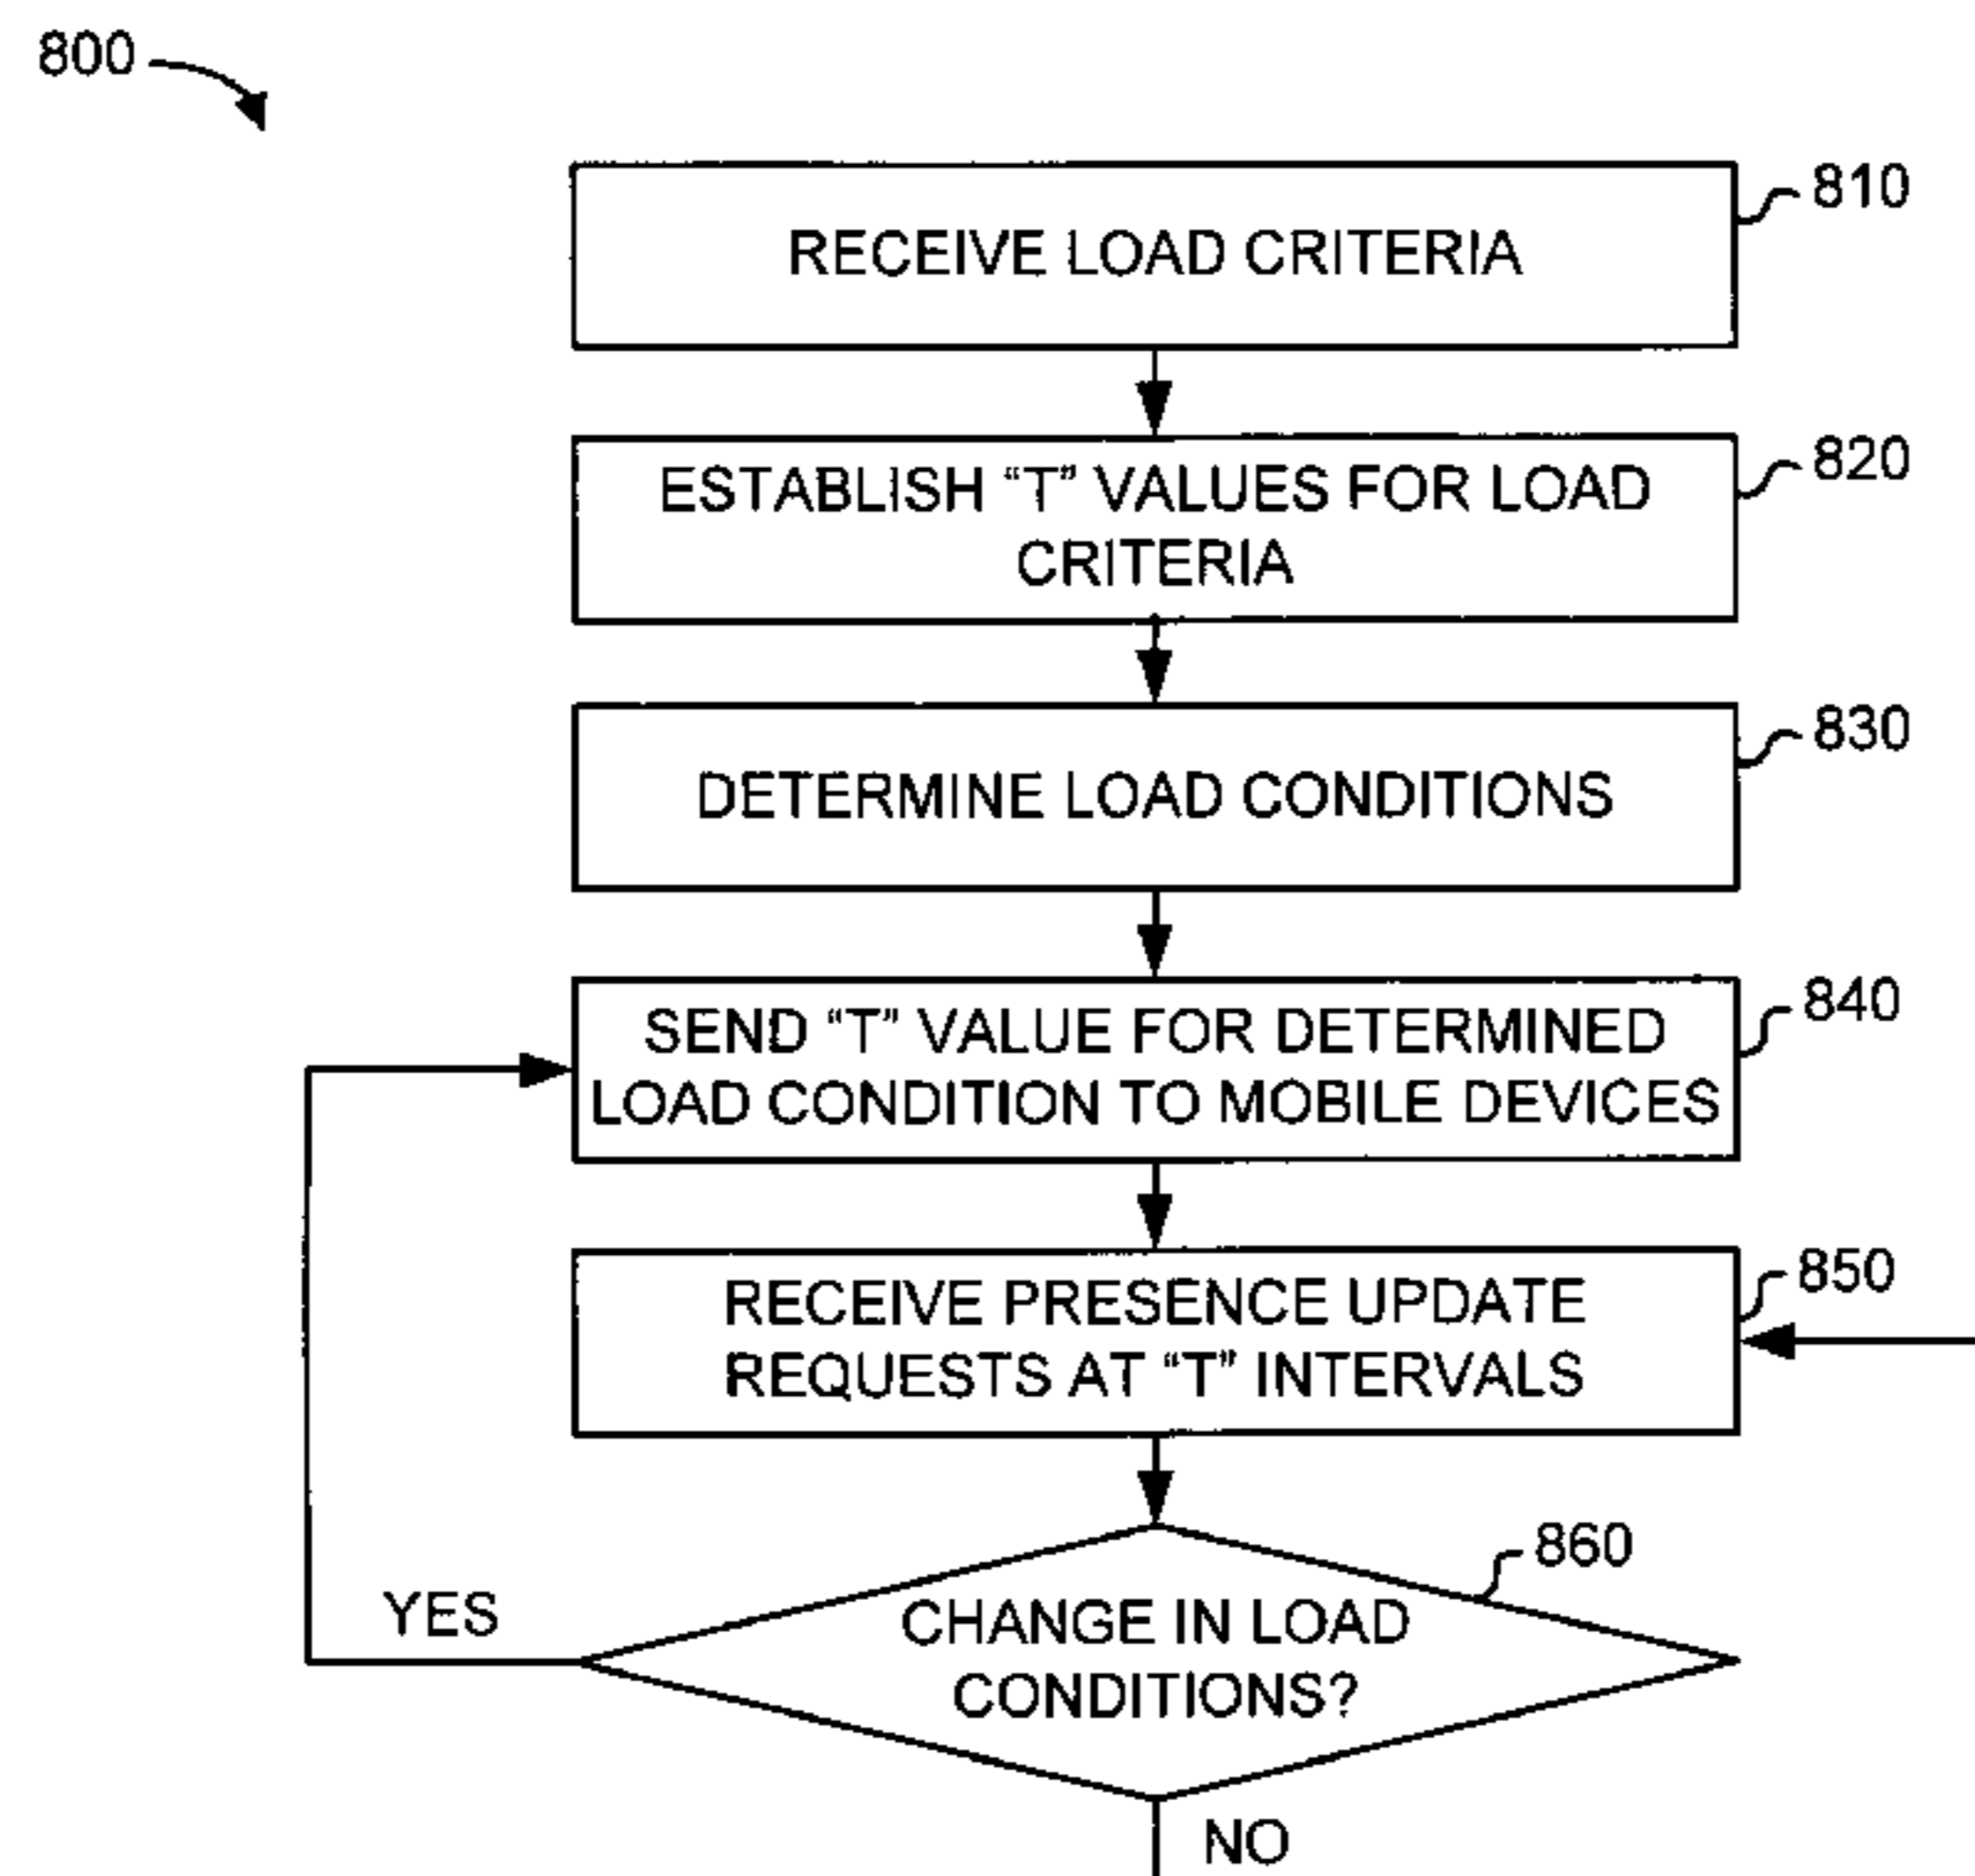 800
810
RECEIVE LOAD CRITERIA
820
ESTABLISH “T” VALUES FOR LOAD
CRITERIA
830
DETERMINE LOAD CONDITIONS
840
SEND “T” VALUE FOR DETERMINED
LOAD CONDITION TO MOBILE DEVICES
850
RECEIVE PRESENCE UPDATE
REQUESTS AT “T” INTERVALS
860
YES
CHANGE IN LOAD
CONDITIONS?
NO